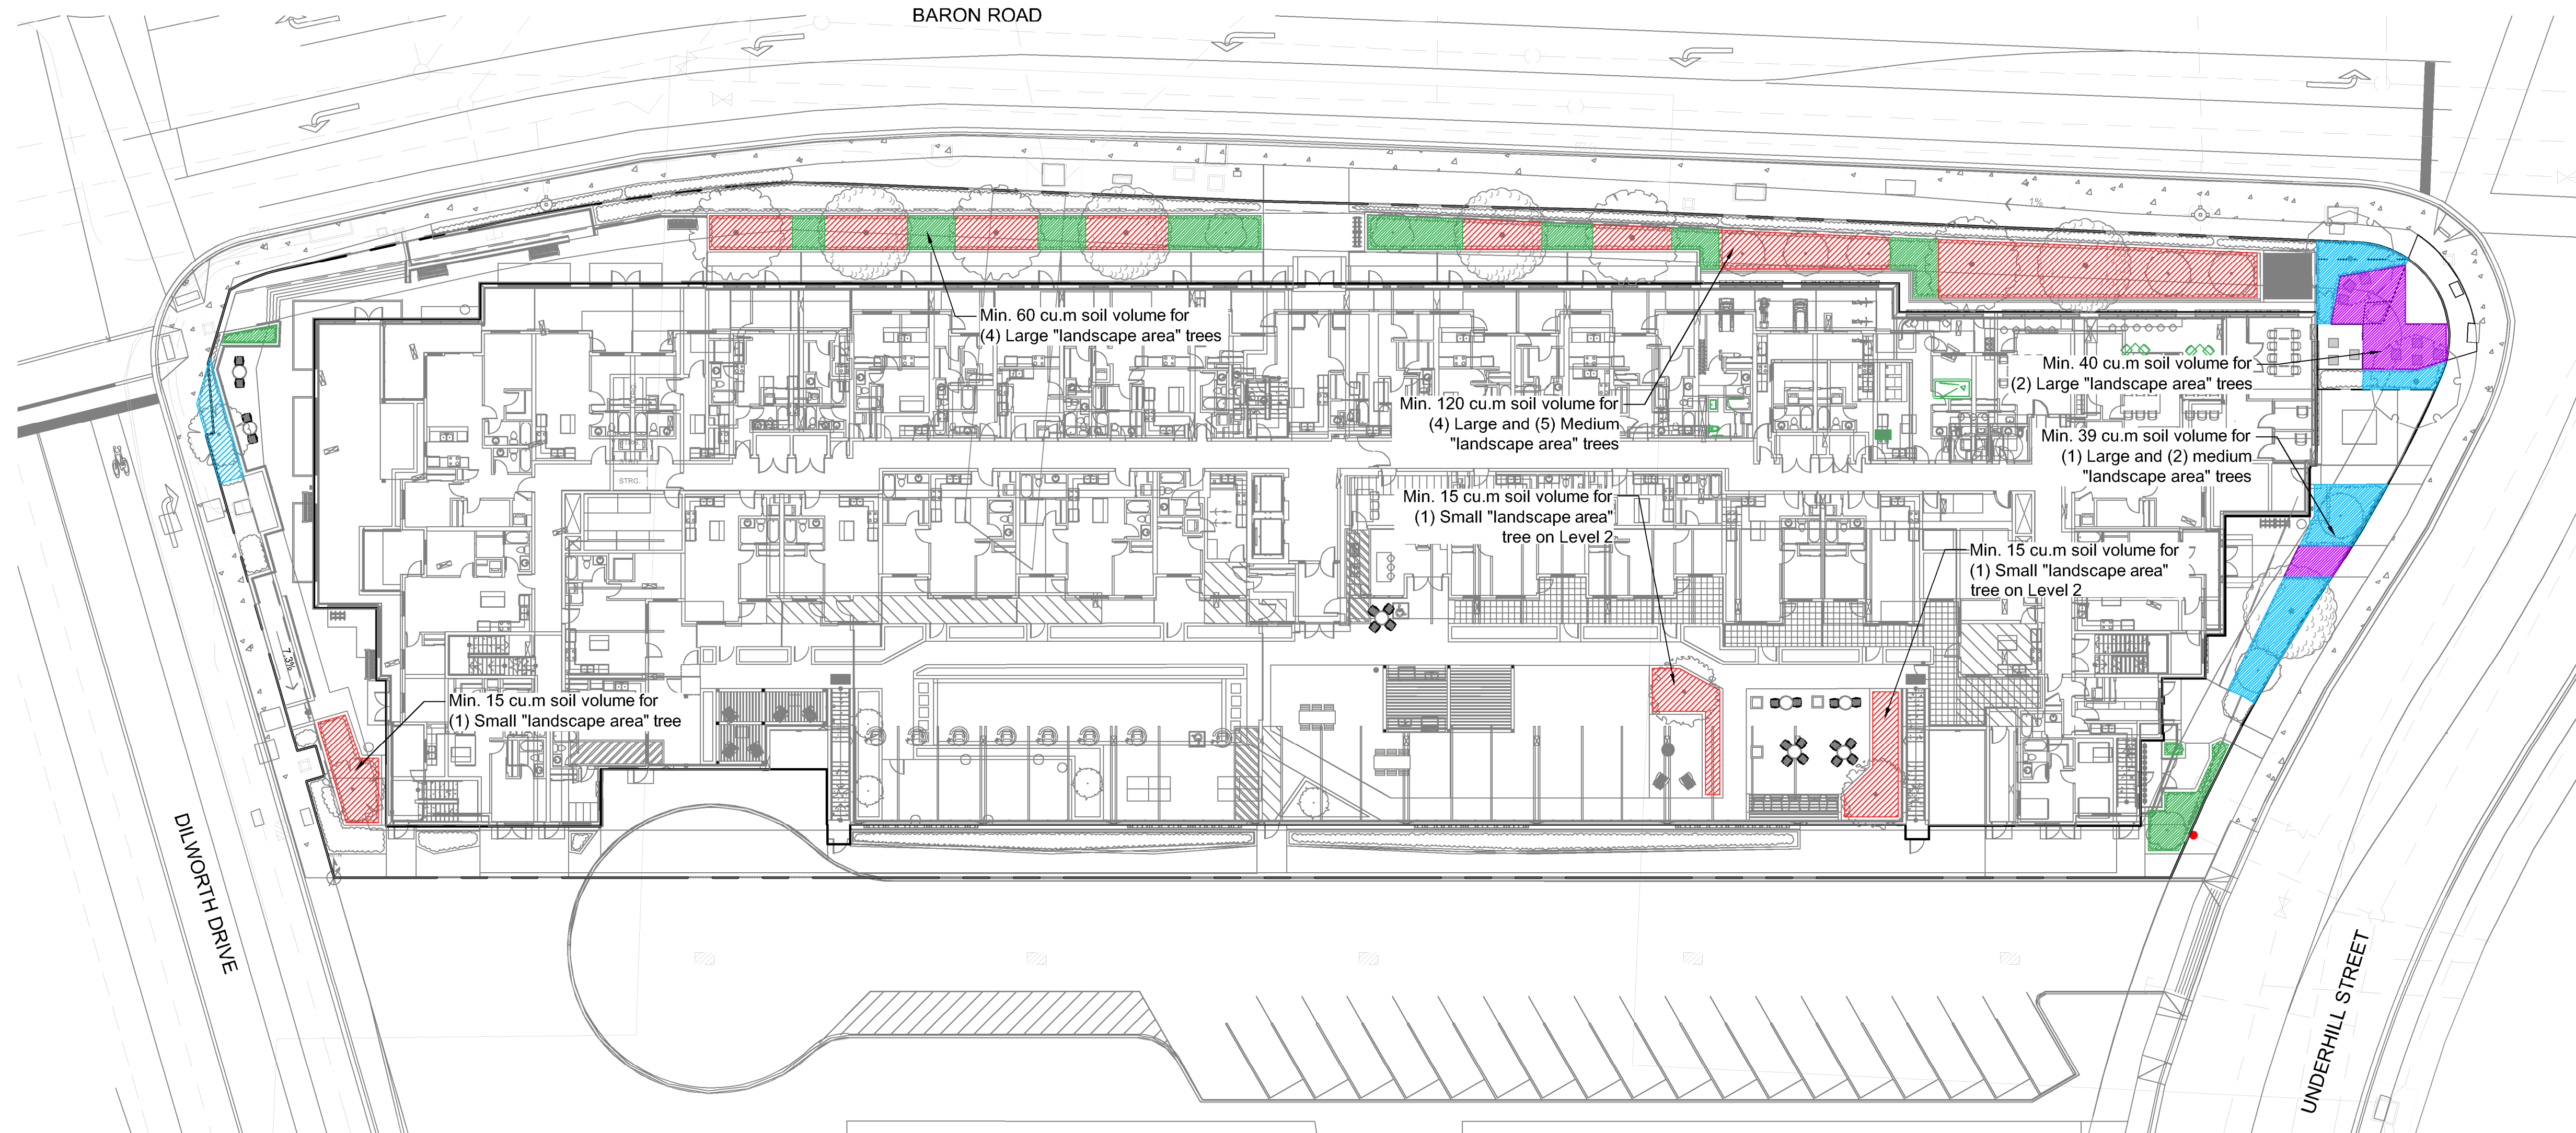 BARON ROAD
1%
Min. 60 cu.m soil volume for
(4) Large "landscape area" trees
Min. 40 cu.m soil volume for
(2) Large "landscape area" trees
Min. 120 cu.m soil volume for
(4) Large and (5) Medium
"landscape area" trees
Min. 39 cu.m soil volume for
(1) Large and (2) medium
"landscape area" trees
STRG.
Min. 15 cu.m soil volume for
(1) Small "landscape area"
tree on Level 2
Min. 15 cu.m soil volume for
(1) Small "landscape area"
tree on Level 2
7.3%
Min. 15 cu.m soil volume for
(1) Small "landscape area" tree
DILWORTH DRIVE
UNDERHILL STREET